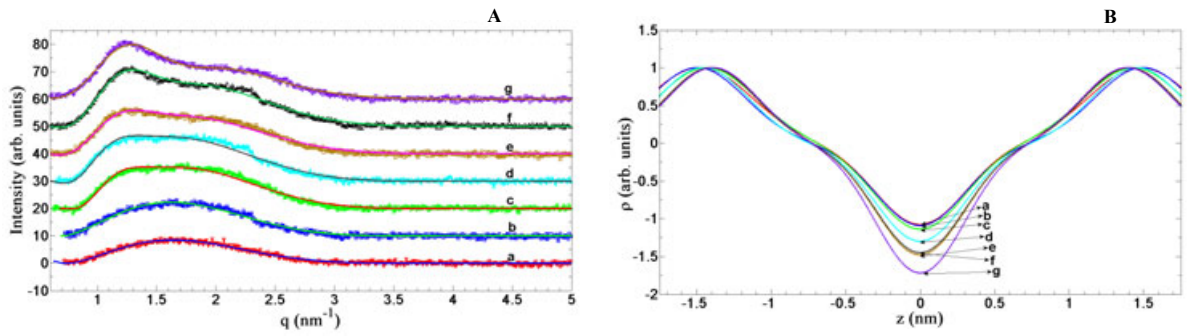 A
Intensity (arb. units)
80
70
60
50
40
30
20
10
0
-10
g
f
e
d
c
b
a
1
1.5
2
2.5
3
3.5
4
4.5
5
q (nm⁻¹)
B
ρ (arb. units)
1.5
1
0.5
0
-0.5
-1
-1.5
-2
a
b
c
d
e
f
g
-1.5
-1
-0.5
0
0.5
1
1.5
z (nm)